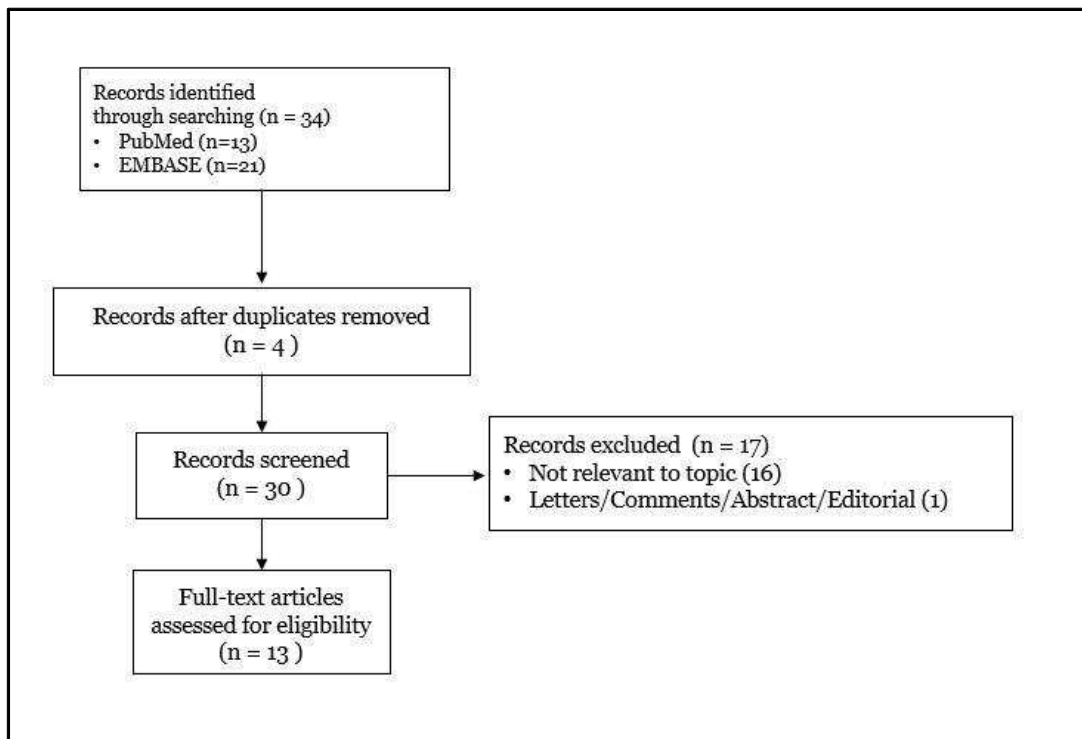 Records identified
through searching (n = 34)
• PubMed (n=13)
• EMBASE (n=21)
Records after duplicates removed
(n = 4 )
Records screened
(n = 30 )
Records excluded (n = 17)
• Not relevant to topic (16)
• Letters/Comments/Abstract/Editorial (1)
Full-text articles
assessed for eligibility
(n = 13 )